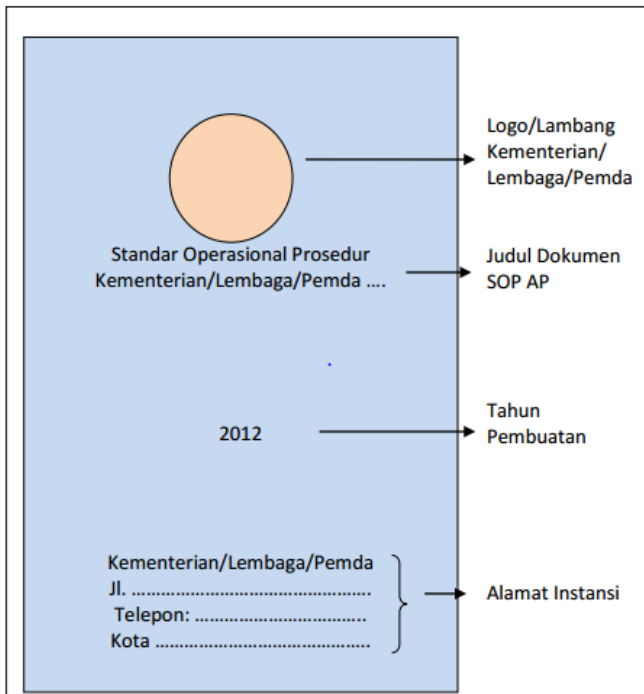 Logo/Lambang
Kementerian/
Lembaga/Pemda
Standar Operasional Prosedur
Kementerian/Lembaga/Pemda ....
Judul Dokumen
SOP AP
2012
Tahun
Pembuatan
Kementerian/Lembaga/Pemda
Jl. ................................................
Telepon: ..................................
Kota ...........................................
Alamat Instansi